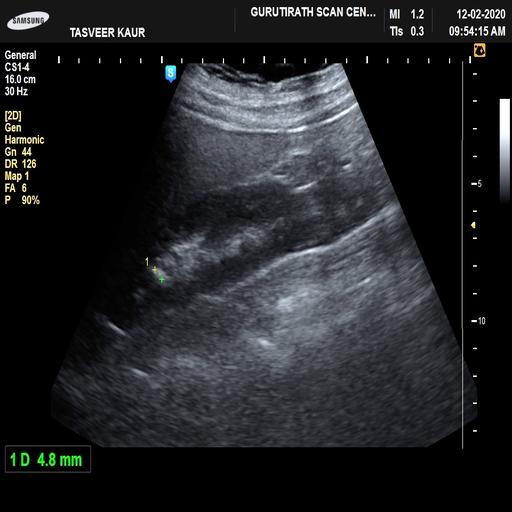 SAMSUNG
TASVEER KAUR
GURUTIRATH SCAN CEN...
MI 1.2
TIs 0.3
12-02-2020
09:54:15 AM
General
CS1-4
16.0 cm
30 Hz
[2D]
Gen
Harmonic
Gn 44
DR 126
Map 1
FA 6
P 90%
S
5
10
1
1 D 4.8 mm